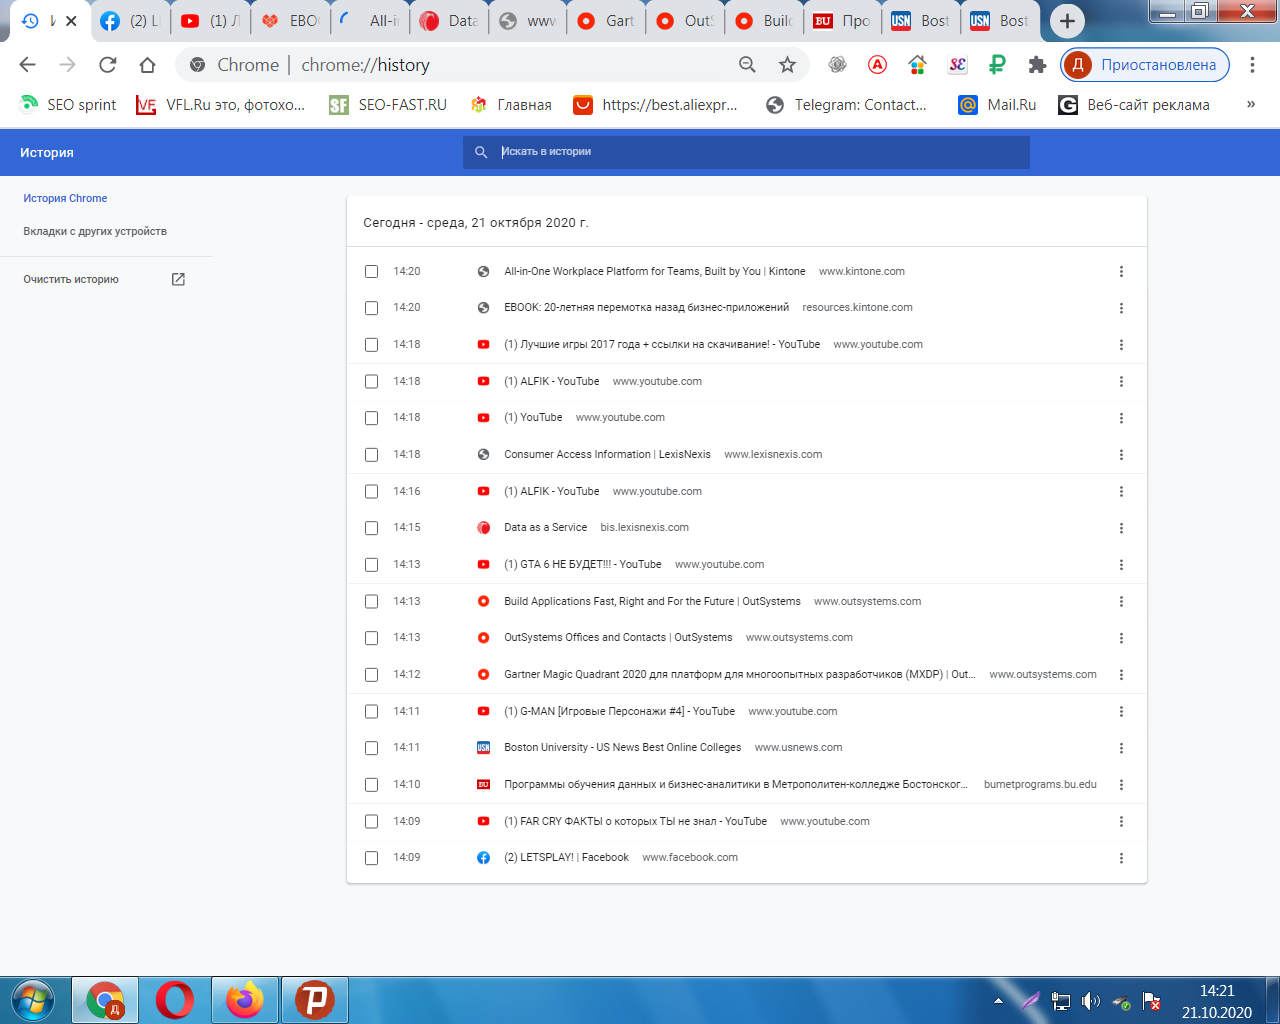 (2) L
(1) Л
EBO
All-i
Data
www
Gart
OutS
Build
BU Про
USN Bost
USN Bost
Chrome | chrome://history
Приостановлена
Д
SEO sprint
VFL.Ru это, фотохо...
SEO-FAST.RU
Главная
https://best.aliexpr...
Telegram: Contact...
Mail.Ru
Веб-сайт реклама
»
История
Искать в истории
История Chrome
Вкладки с других устройств
Очистить историю
Сегодня - среда, 21 октября 2020 г.
14:20 All-in-One Workplace Platform for Teams, Built by You | Kintone www.kintone.com
14:20 EBOOK: 20-летняя перемотка назад бизнес-приложений resources.kintone.com
14:18 (1) Лучшие игры 2017 года + ссылки на скачивание! - YouTube www.youtube.com
14:18 (1) ALFIK - YouTube www.youtube.com
14:18 (1) YouTube www.youtube.com
14:18 Consumer Access Information | LexisNexis www.lexisnexis.com
14:16 (1) ALFIK - YouTube www.youtube.com
14:15 Data as a Service bis.lexisnexis.com
14:13 (1) GTA 6 НЕ БУДЕТ!!! - YouTube www.youtube.com
14:13 Build Applications Fast, Right and For the Future | OutSystems www.outsystems.com
14:13 OutSystems Offices and Contacts | OutSystems www.outsystems.com
14:12 Gartner Magic Quadrant 2020 для платформ для многоопытных разработчиков (MXDP) | Out... www.outsystems.com
14:11 (1) G-MAN [Игровые Персонажи #4] - YouTube www.youtube.com
14:11 USN Boston University - US News Best Online Colleges www.usnews.com
14:10 BU Программы обучения данных и бизнес-аналитики в Метрополитен-колледже Бостонског... bumetprograms.bu.edu
14:09 (1) FAR CRY ФАКТЫ о которых ТЫ не знал - YouTube www.youtube.com
14:09 (2) LETSPLAY! | Facebook www.facebook.com
14:21
21.10.2020